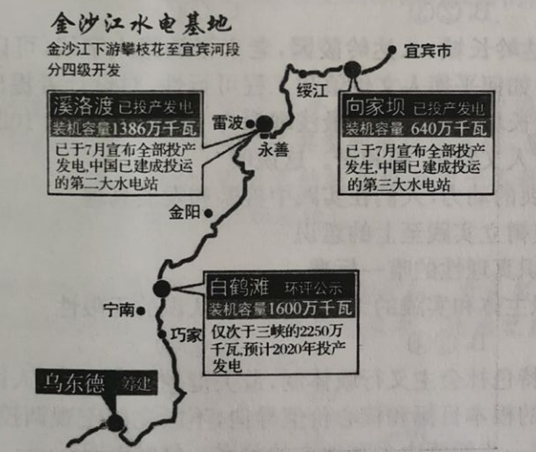 金沙江水电基地
金沙江下游攀枝花至宜宾河段
分四级开发
宜宾市
绥江
溪洛渡 已投产发电
装机容量1386万千瓦
已于7月宣布全部投产
发电,中国已建成投运
的第二大水电站
雷波
永善
向家坝 已投产发电
装机容量 640万千瓦
已于7月宣布全部投产
发生,中国已建成投运
的第三大水电站
金阳
白鹤滩 环评公示
装机容量1600万千瓦
仅次于三峡的2250万
千瓦,预计2020年投产
发电
宁南
巧家
乌东德 筹建